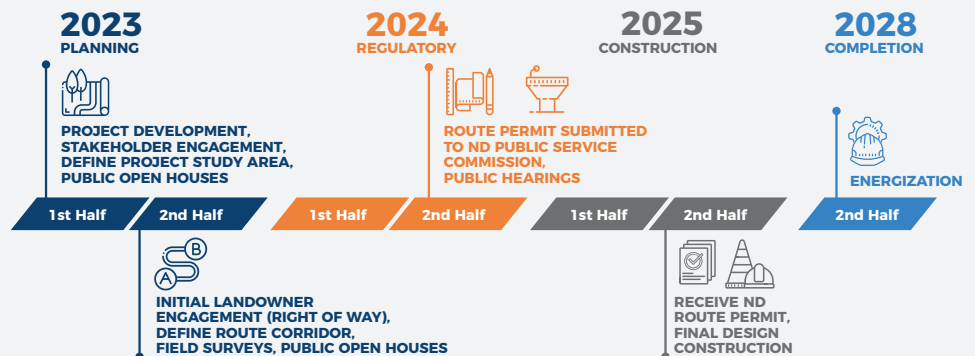 2023
PLANNING
2024
REGULATORY
2025
CONSTRUCTION
2028
COMPLETION
PROJECT DEVELOPMENT,
STAKEHOLDER ENGAGEMENT,
DEFINE PROJECT STUDY AREA,
PUBLIC OPEN HOUSES
ROUTE PERMIT SUBMITTED
TO ND PUBLIC SERVICE
COMMISSION,
PUBLIC HEARINGS
ENERGIZATION
1st Half
2nd Half
1st Half
2nd Half
1st Half
2nd Half
2nd Half
A
B
INITIAL LANDOWNER
ENGAGEMENT (RIGHT OF WAY),
DEFINE ROUTE CORRIDOR,
FIELD SURVEYS, PUBLIC OPEN HOUSES
RECEIVE ND
ROUTE PERMIT,
FINAL DESIGN
CONSTRUCTION